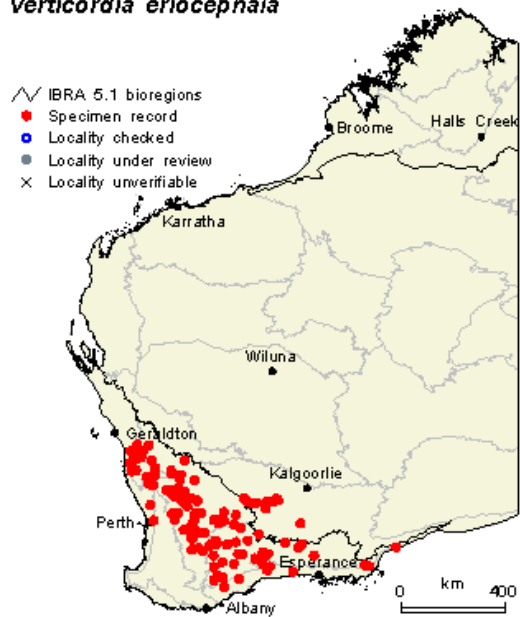 Verticordia eriocephala
IBRA 5.1 bioregions
Specimen record
Locality checked
Locality under review
Locality unverifiable
Broome
Halls Creek
Karratha
Wiluna
Geraldton
Kalgoorlie
Perth
Esperance
Albany
km
0 400